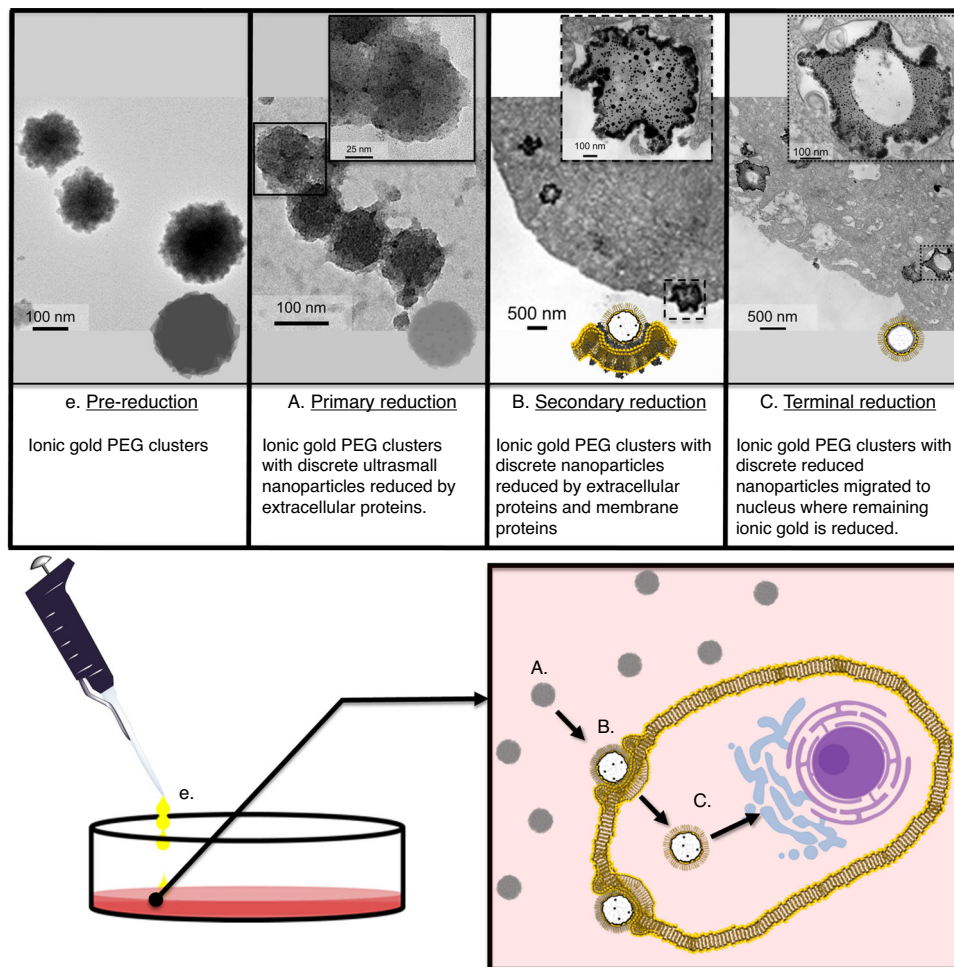 25 nm
100 nm
100 nm
100 nm
100 nm
500 nm
500 nm
e. Pre-reduction
Ionic gold PEG clusters
A. Primary reduction
Ionic gold PEG clusters
with discrete ultrasmall
nanoparticles reduced by
extracellular proteins.
B. Secondary reduction
Ionic gold PEG clusters with
discrete nanoparticles
reduced by extracellular
proteins and membrane
proteins
C. Terminal reduction
Ionic gold PEG clusters with
discrete reduced
nanoparticles migrated to
nucleus where remaining
ionic gold is reduced.
e.
A.
B.
C.